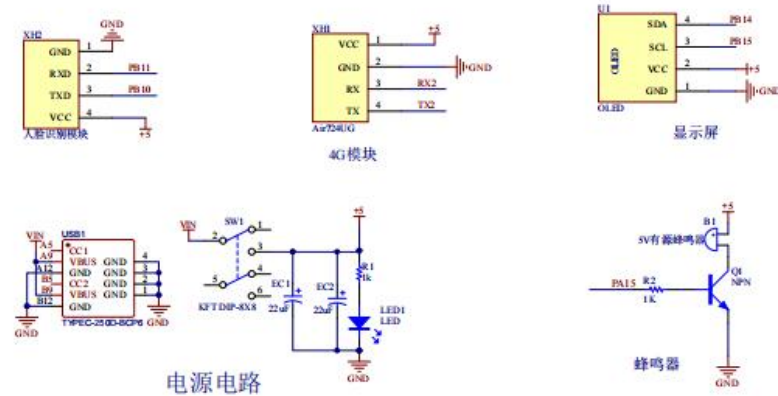 XH2
GND
GND 1
RXD 2 PB11
TXD 3 PB10
VCC 4
+5
人脸识别模块
XH1
+5
VCC 1
GND 2 GND
RX 3 RX2
TX 4 TX2
Air724UG
4G模块
U1
OLED
SDA 4 PB14
SCL 3 PB15
VCC 2 +5
GND 1 GND
OLED
显示屏
USB1
VIN
A5 CC1
A9 VBUS GND 4
A12 GND GND 3
B5 CC2 GND 2
B9 VBUS GND 1
B12 GND
GND
GND
VIN
SW1
1
2
3
4
5
6
KFT DIP-8X8
+5
EC1
22uF
EC2
22uF
R1
1k
LED1
LED
GND
电源电路
+5
B1
5V有源蜂鸣器
PA15
R2
1K
Q1
NPN
GND
蜂鸣器